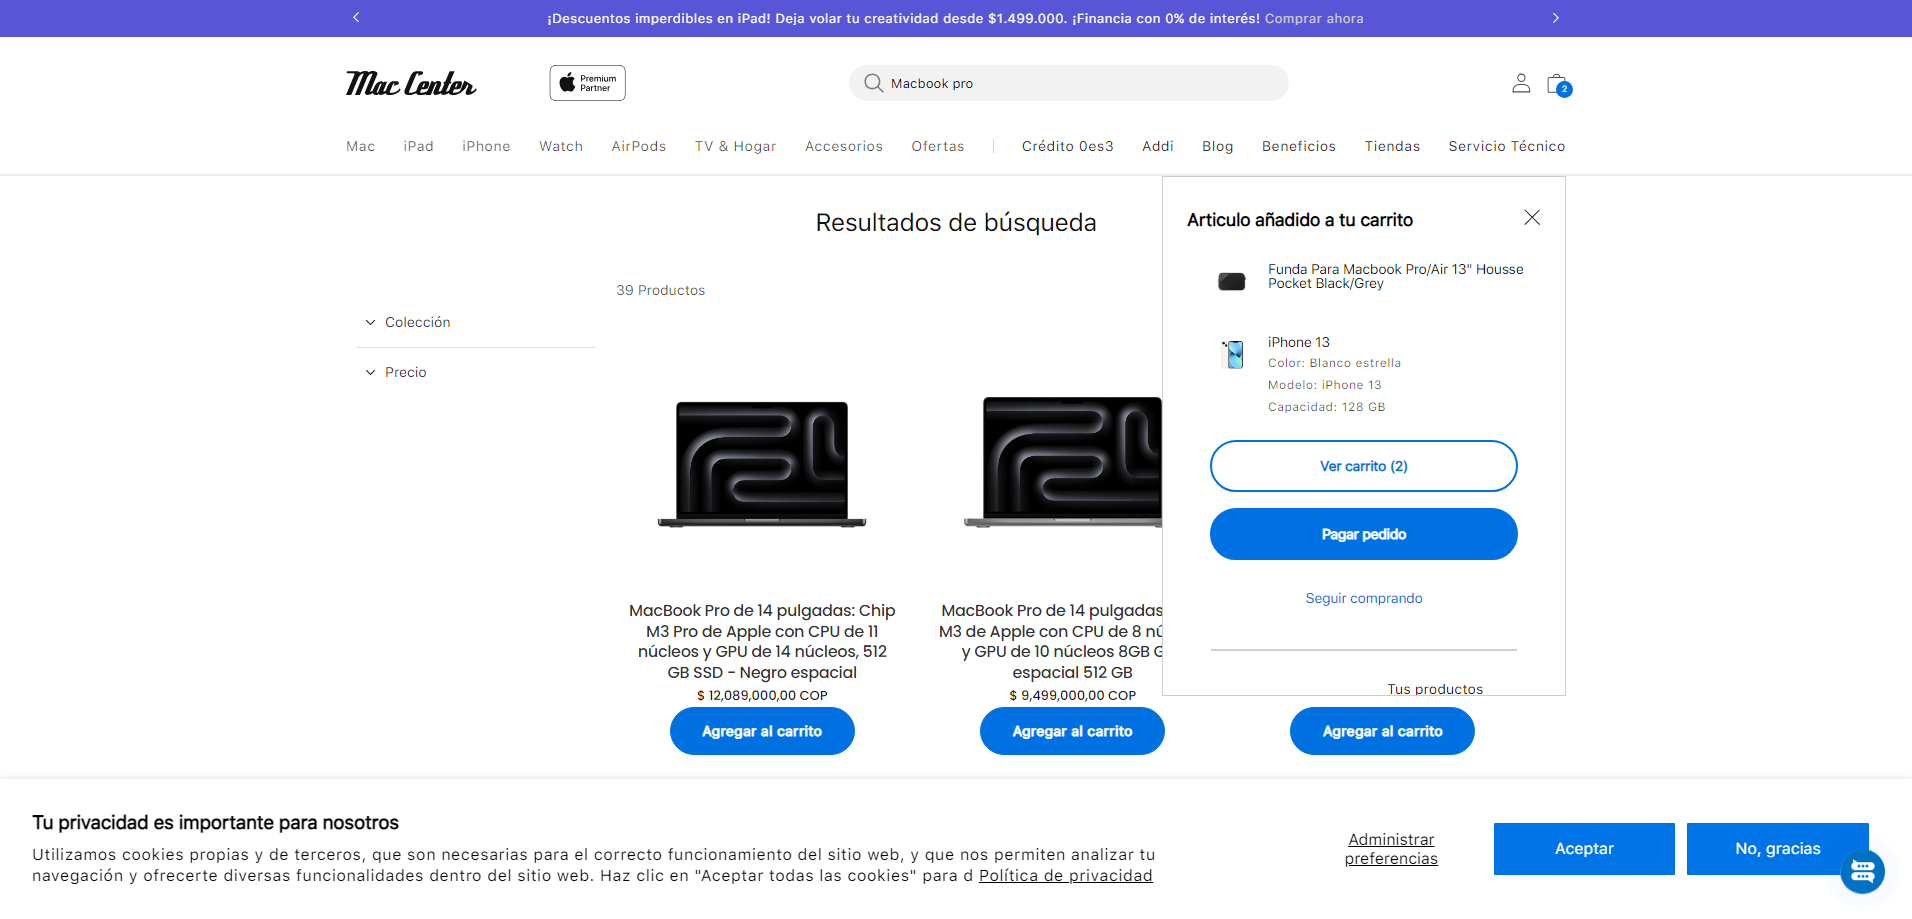 ¡Descuentos imperdibles en iPad! Deja volar tu creatividad desde $1.499.000. ¡Financia con 0% de interés! Comprar ahora
Mac Center
Premium
Partner
Macbook pro
2
Mac iPad iPhone Watch AirPods TV & Hogar Accesorios Ofertas Crédito 0es3 Addi Blog Beneficios Tiendas Servicio Técnico
Resultados de búsqueda
39 Productos
Colección
Precio
Articulo añadido a tu carrito
Funda Para Macbook Pro/Air 13" Housse
Pocket Black/Grey
iPhone 13
Color: Blanco estrella
Modelo: iPhone 13
Capacidad: 128 GB
Ver carrito (2)
Pagar pedido
Seguir comprando
Tus productos
MacBook Pro de 14 pulgadas: Chip
M3 Pro de Apple con CPU de 11
núcleos y GPU de 14 núcleos, 512
GB SSD - Negro espacial
$ 12,089,000,00 COP
Agregar al carrito
MacBook Pro de 14 pulgadas
M3 de Apple con CPU de 8
y GPU de 10 núcleos 8GB
espacial 512 GB
$ 9,499,000,00 COP
Agregar al carrito
Agregar al carrito
Tu privacidad es importante para nosotros
Utilizamos cookies propias y de terceros, que son necesarias para el correcto funcionamiento del sitio web, y que nos permiten analizar tu
navegación y ofrecerte diversas funcionalidades dentro del sitio web. Haz clic en "Aceptar todas las cookies" para d Política de privacidad
Administrar
preferencias
Aceptar
No, gracias